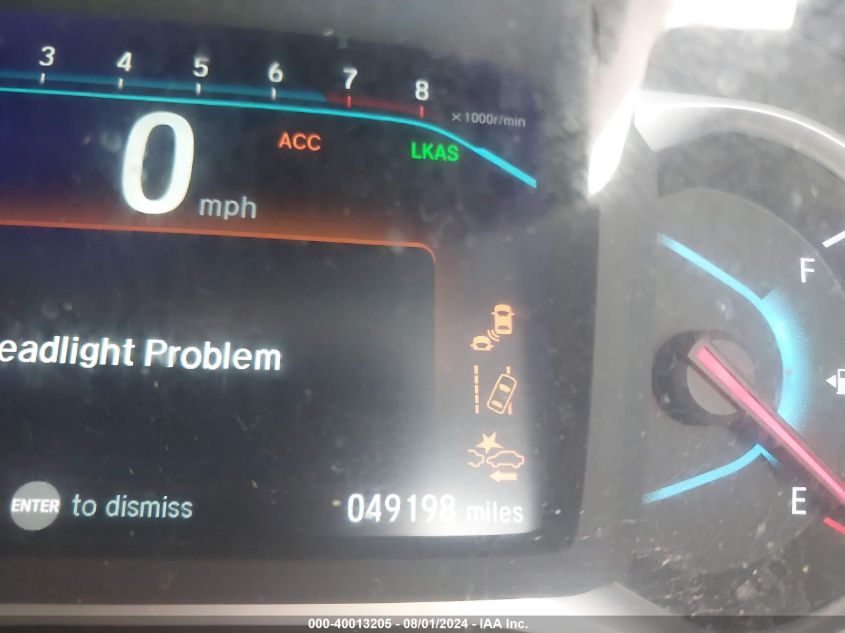 3 4 5 6 7 8
×1000r/min
ACC LKAS
0 mph
F
eadlight Problem
E
ENTER to dismiss
049198 miles
000-40013205 - 08/01/2024 - IAA Inc.